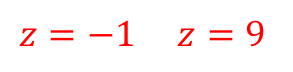 z = −1 z = 9